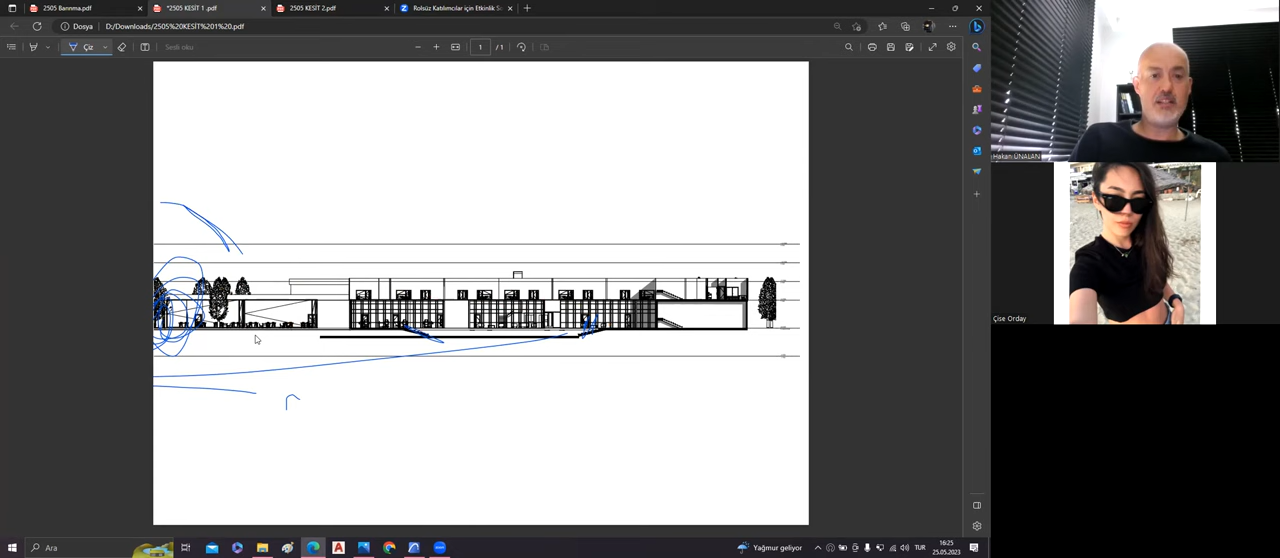 2505 Barınma.pdf
*2505 KESİT 1 .pdf
2505 KESİT 2.pdf
Rolsüz Katılımcılar için Etkinlik Sc
Dosya
D:/Downloads/2505%20KESİT%201%20.pdf
Çiz
Sesli oku
1 / 1
Hakan ÜNALAN
Çise Orday
Ara
Yağmur geliyor
TUR
16:25
25.05.2023